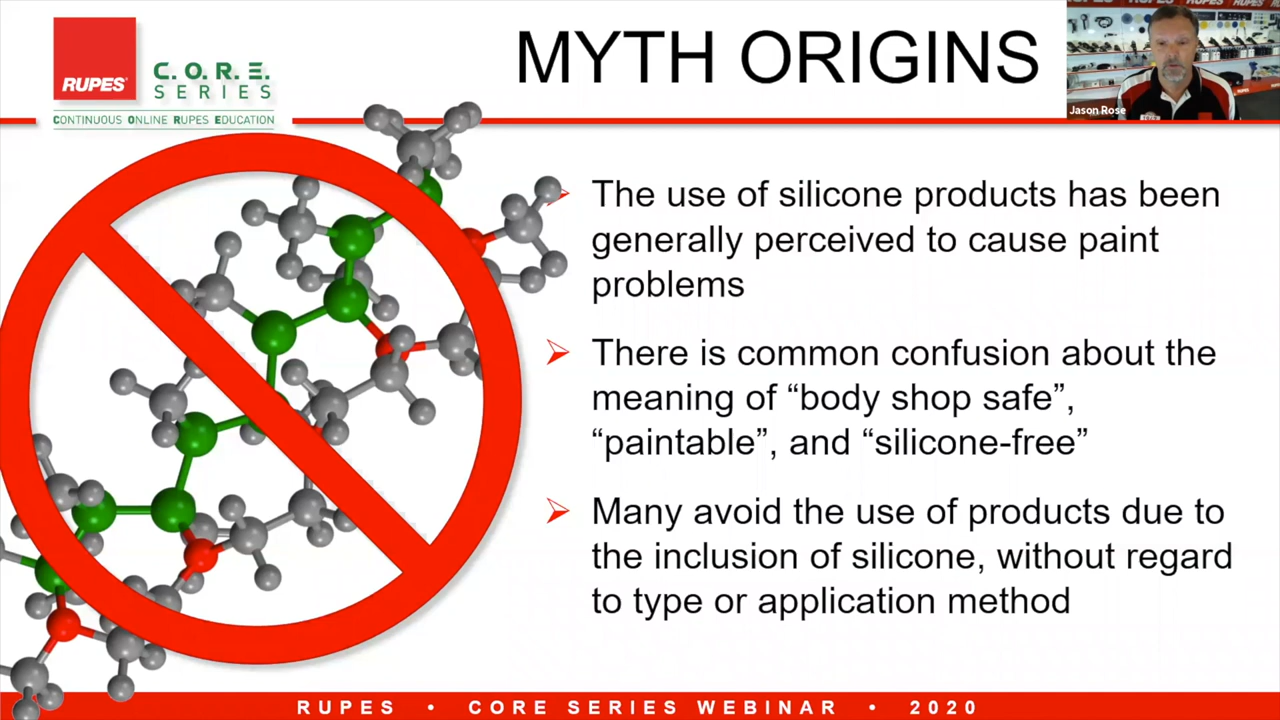 RUPES
C.O.R.E.
SERIES
CONTINUOUS ONLINE RUPES EDUCATION
MYTH ORIGINS
RUPES
RUPES
Jason Rose
The use of silicone products has been
generally perceived to cause paint
problems
There is common confusion about the
meaning of “body shop safe”,
“paintable”, and “silicone-free”
Many avoid the use of products due to
the inclusion of silicone, without regard
to type or application method
RUPES • CORE SERIES WEBINAR • 2020